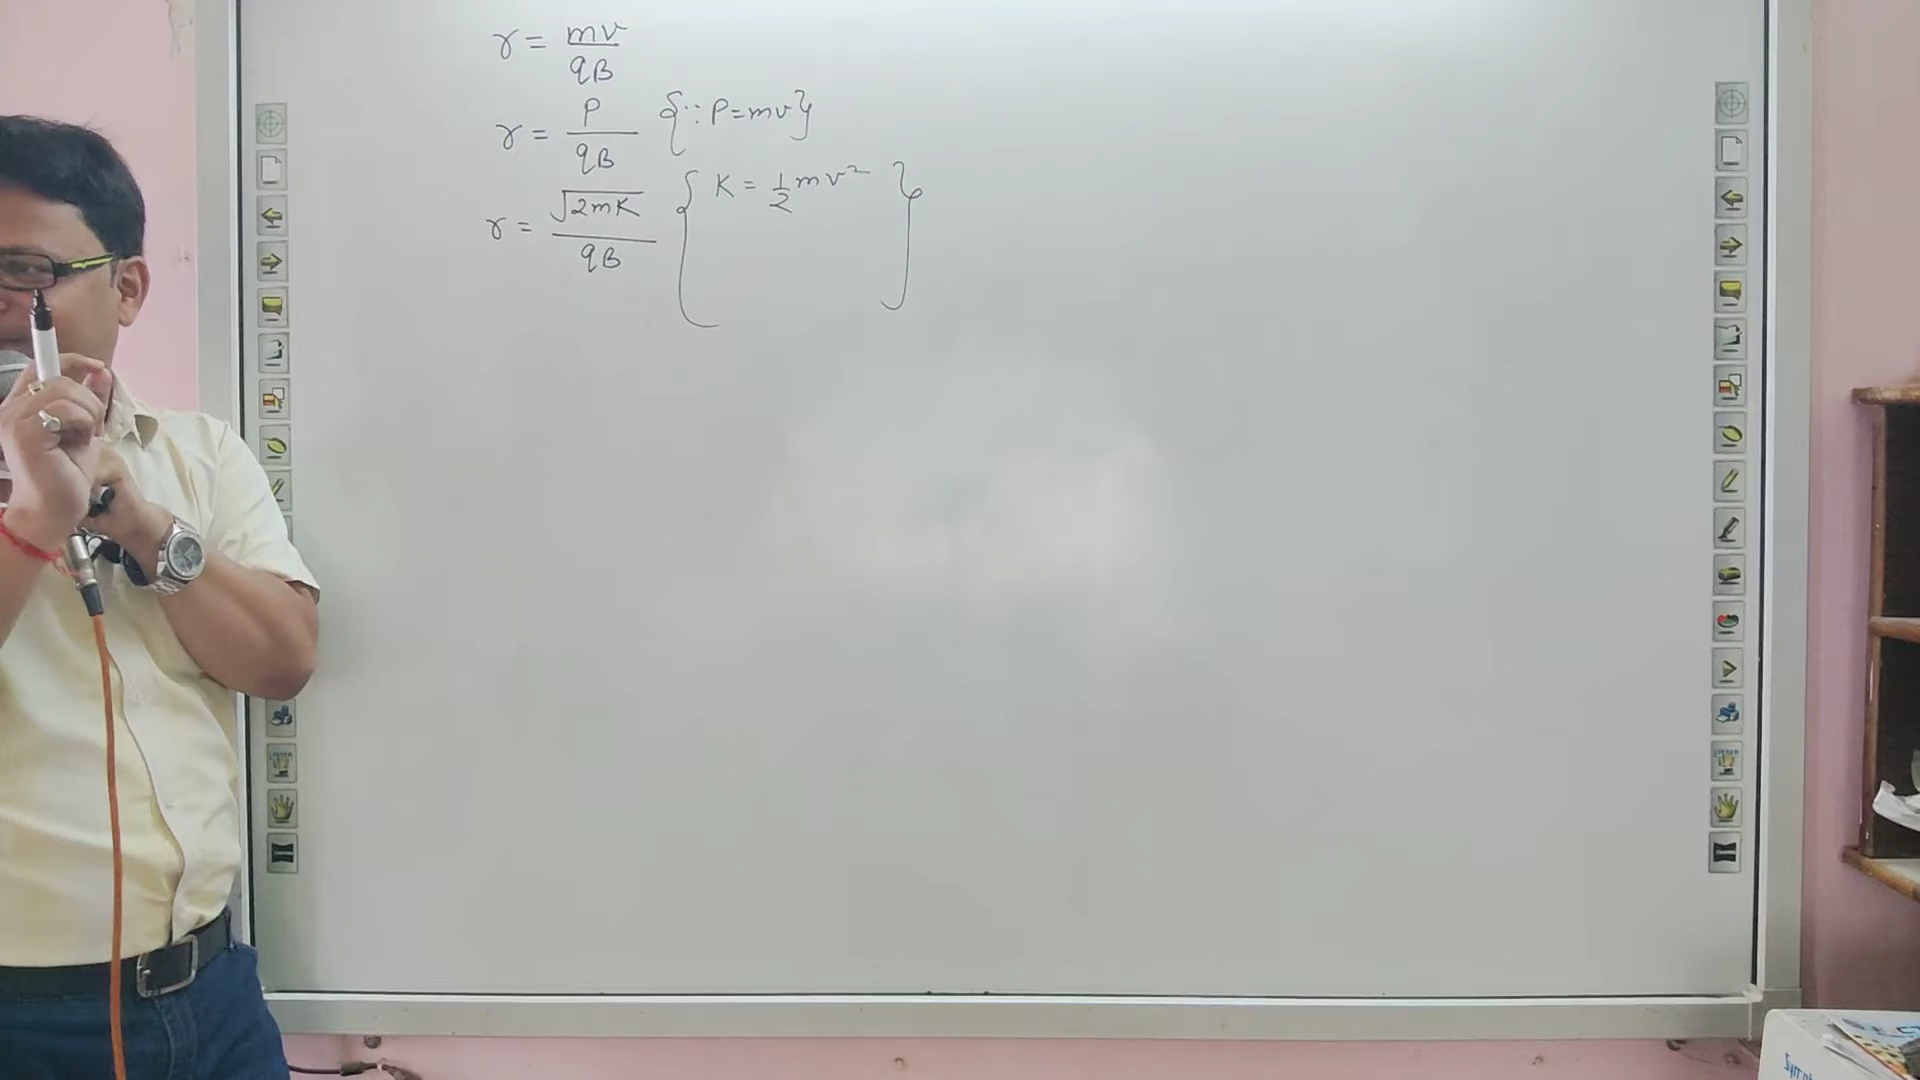 r = mv/qB
r = P/qB {∵ P=mv}
r = √2mK/qB { K = 1/2 mv² }